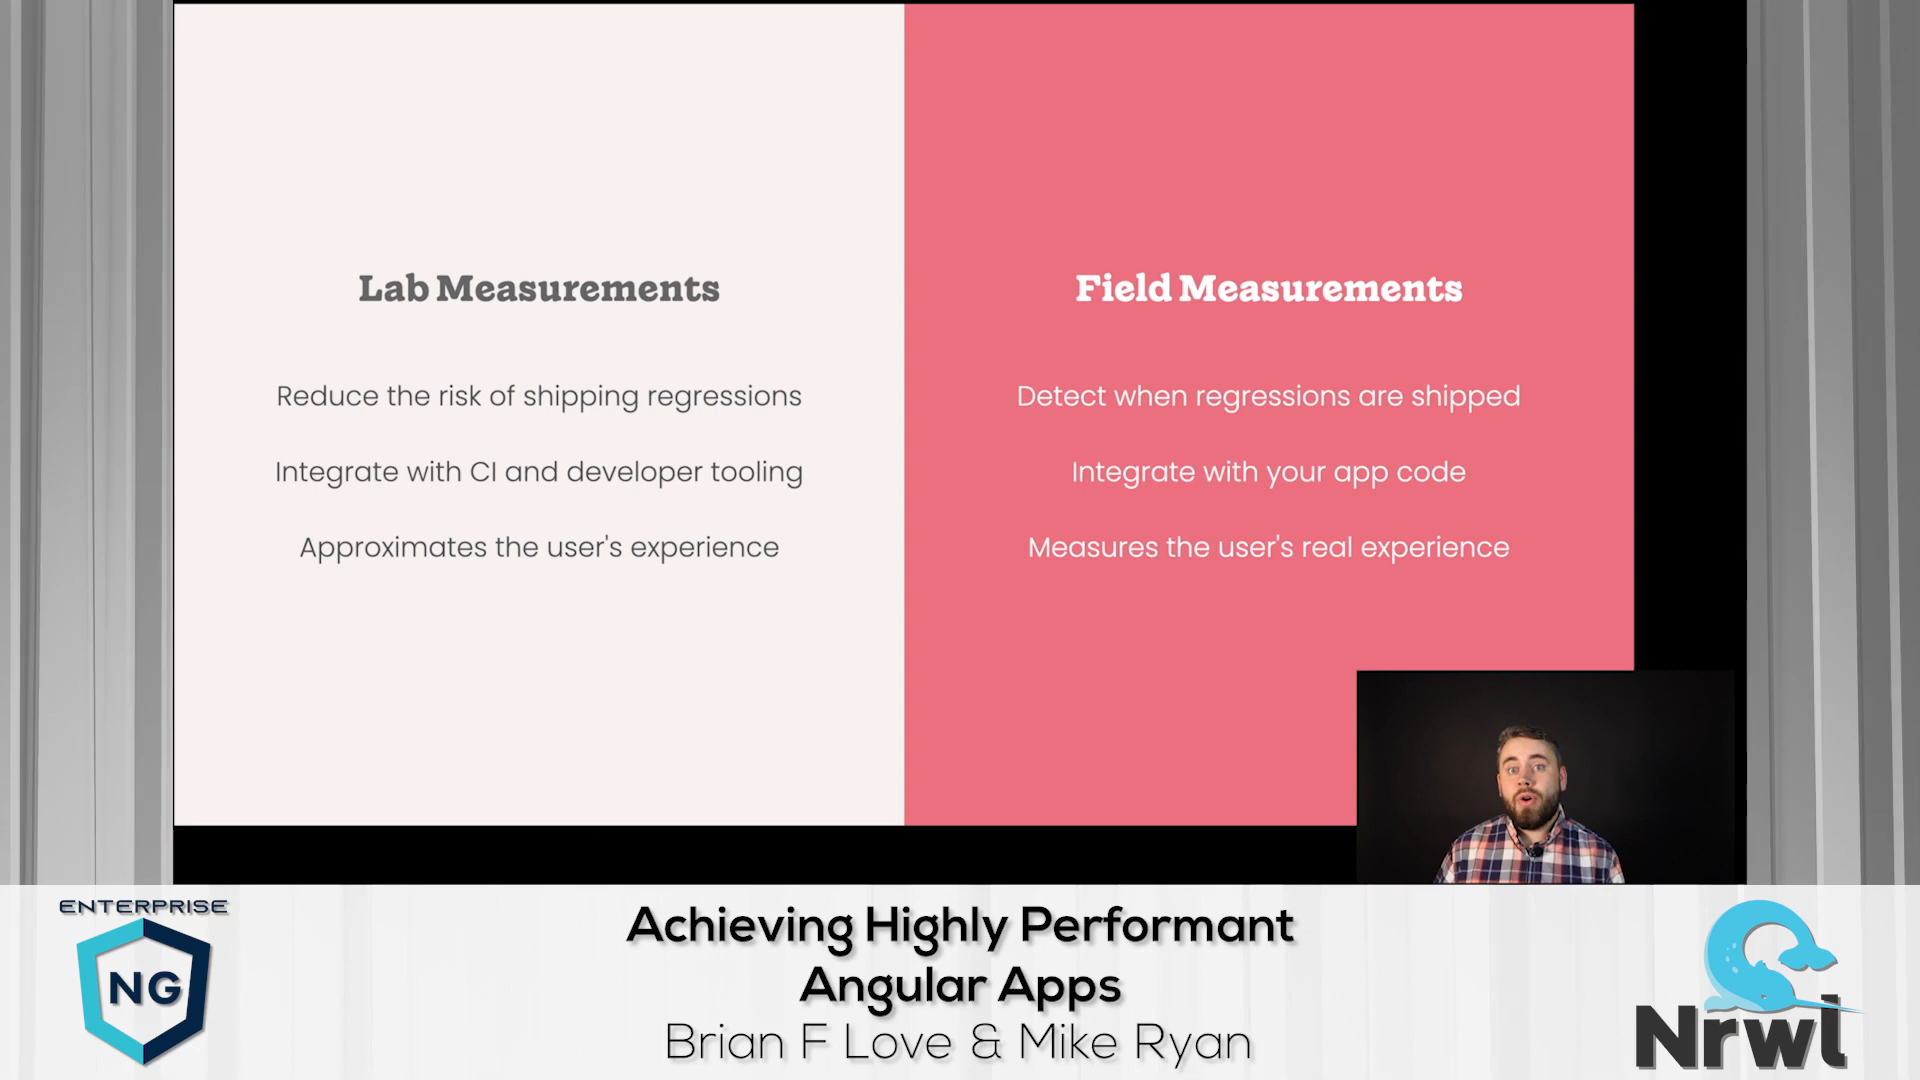 Lab Measurements
Reduce the risk of shipping regressions
Integrate with CI and developer tooling
Approximates the user's experience
Field Measurements
Detect when regressions are shipped
Integrate with your app code
Measures the user's real experience
ENTERPRISE
NG
Achieving Highly Performant
Angular Apps
Brian F Love & Mike Ryan
Nrwl